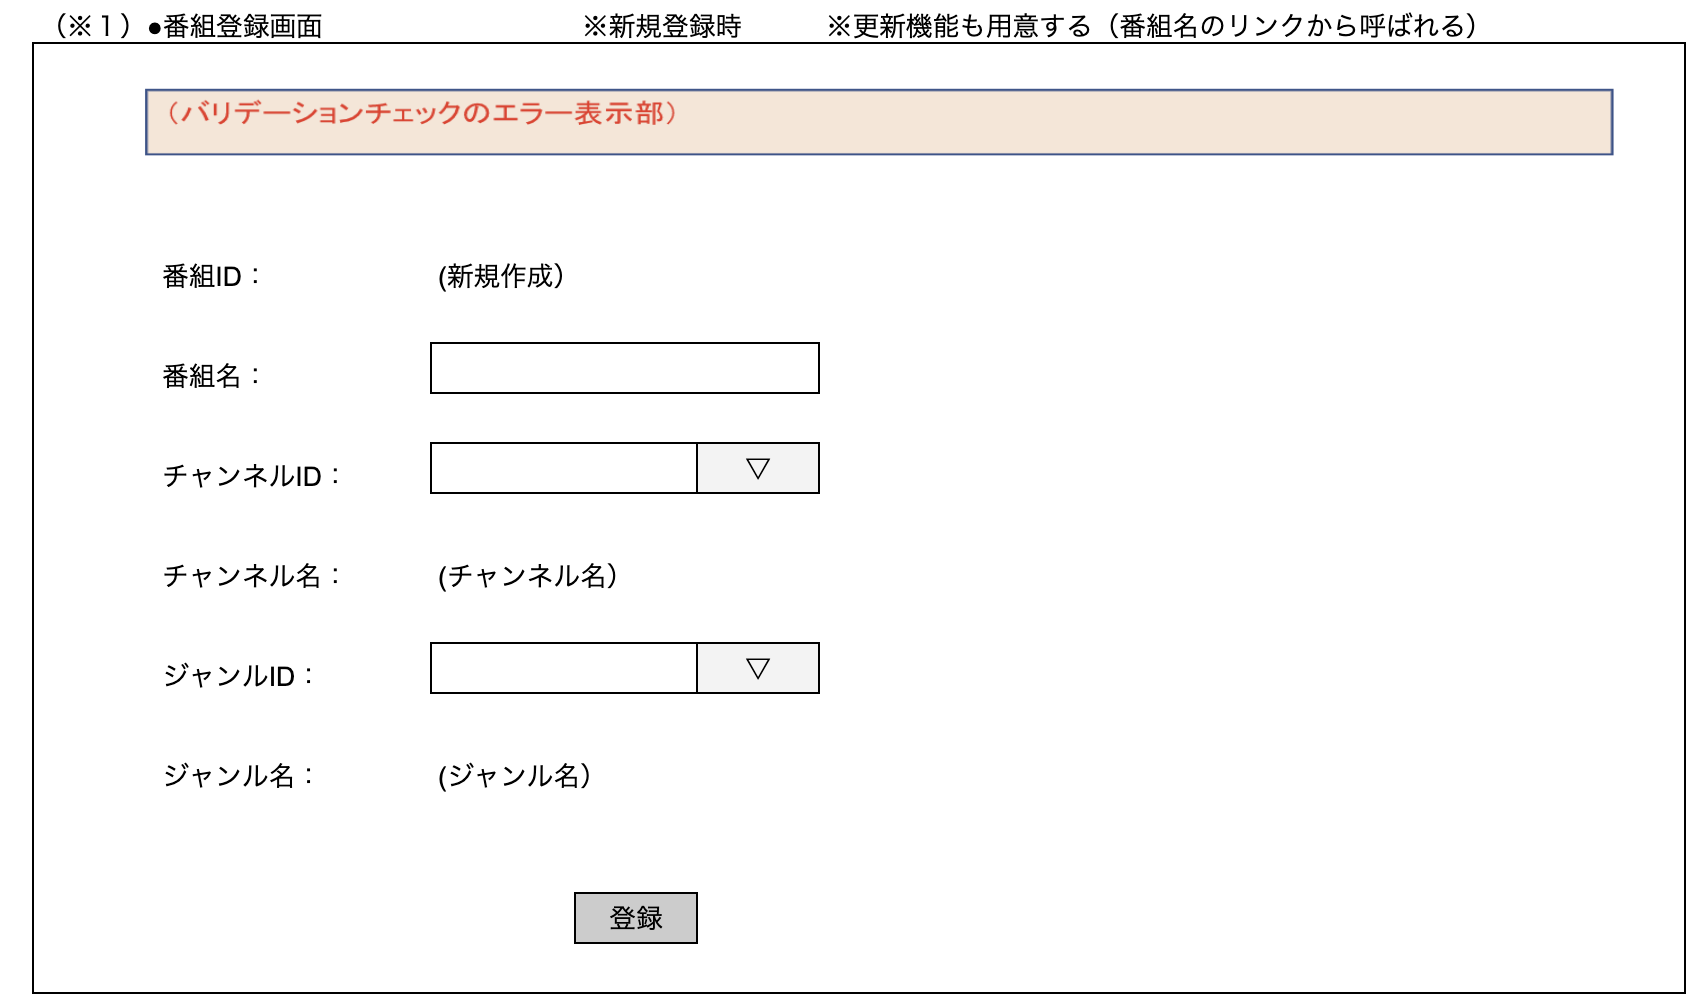 （※１）●番組登録画面 ※新規登録時 ※更新機能も用意する（番組名のリンクから呼ばれる）
（バリデーションチェックのエラー表示部）
番組ID： (新規作成）
番組名：
チャンネルID： ▽
チャンネル名： (チャンネル名）
ジャンルID： ▽
ジャンル名： (ジャンル名）
登録